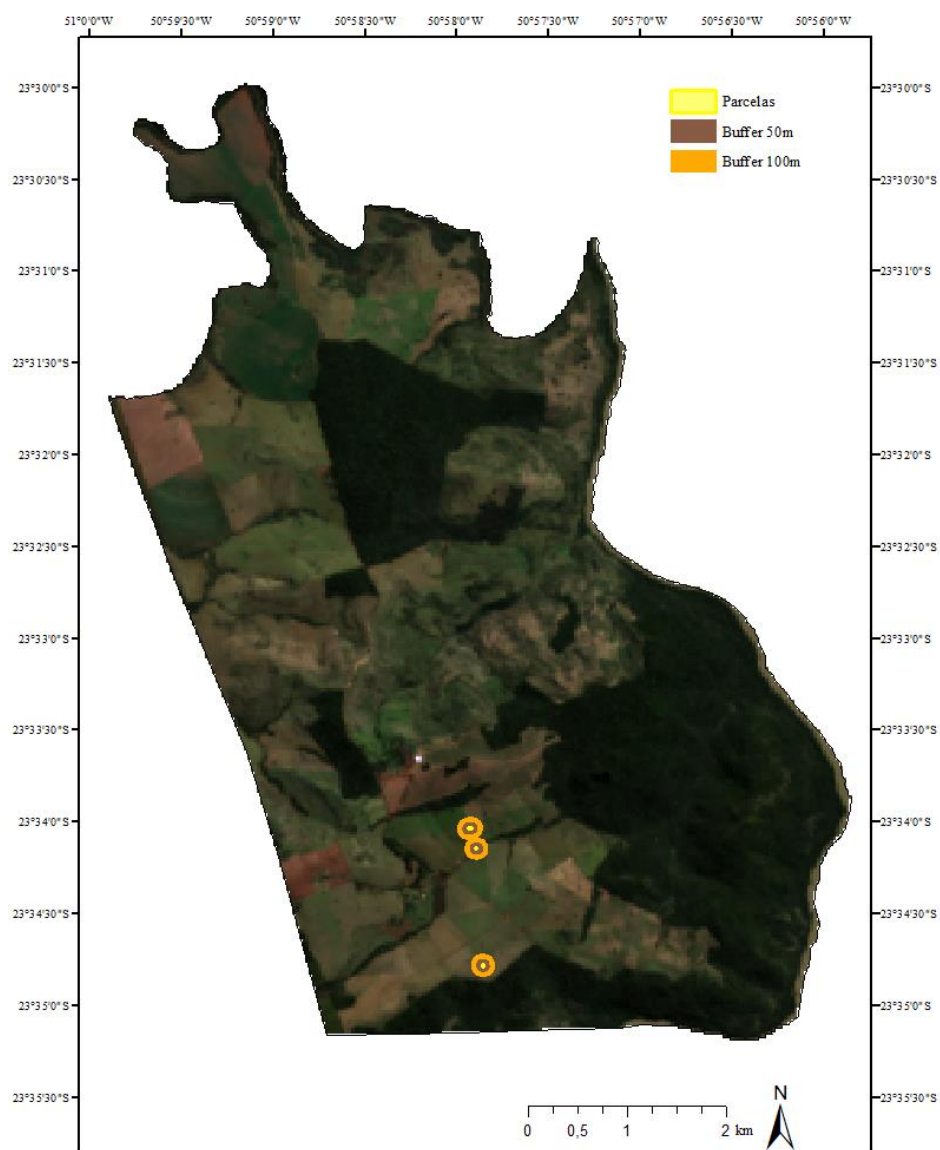 51°0'0"W 50°59'30"W 50°59'0"W 50°58'30"W 50°58'0"W 50°57'30"W 50°57'0"W 50°56'30"W 50°56'0"W
23°30'0"S 23°30'0"S
Parcelas
Buffer 50m
Buffer 100m
23°30'30"S 23°30'30"S
23°31'0"S 23°31'0"S
23°31'30"S 23°31'30"S
23°32'0"S 23°32'0"S
23°32'30"S 23°32'30"S
23°33'0"S 23°33'0"S
23°33'30"S 23°33'30"S
23°34'0"S 23°34'0"S
23°34'30"S 23°34'30"S
23°35'0"S 23°35'0"S
23°35'30"S 23°35'30"S
N
0 0,5 1 2 km